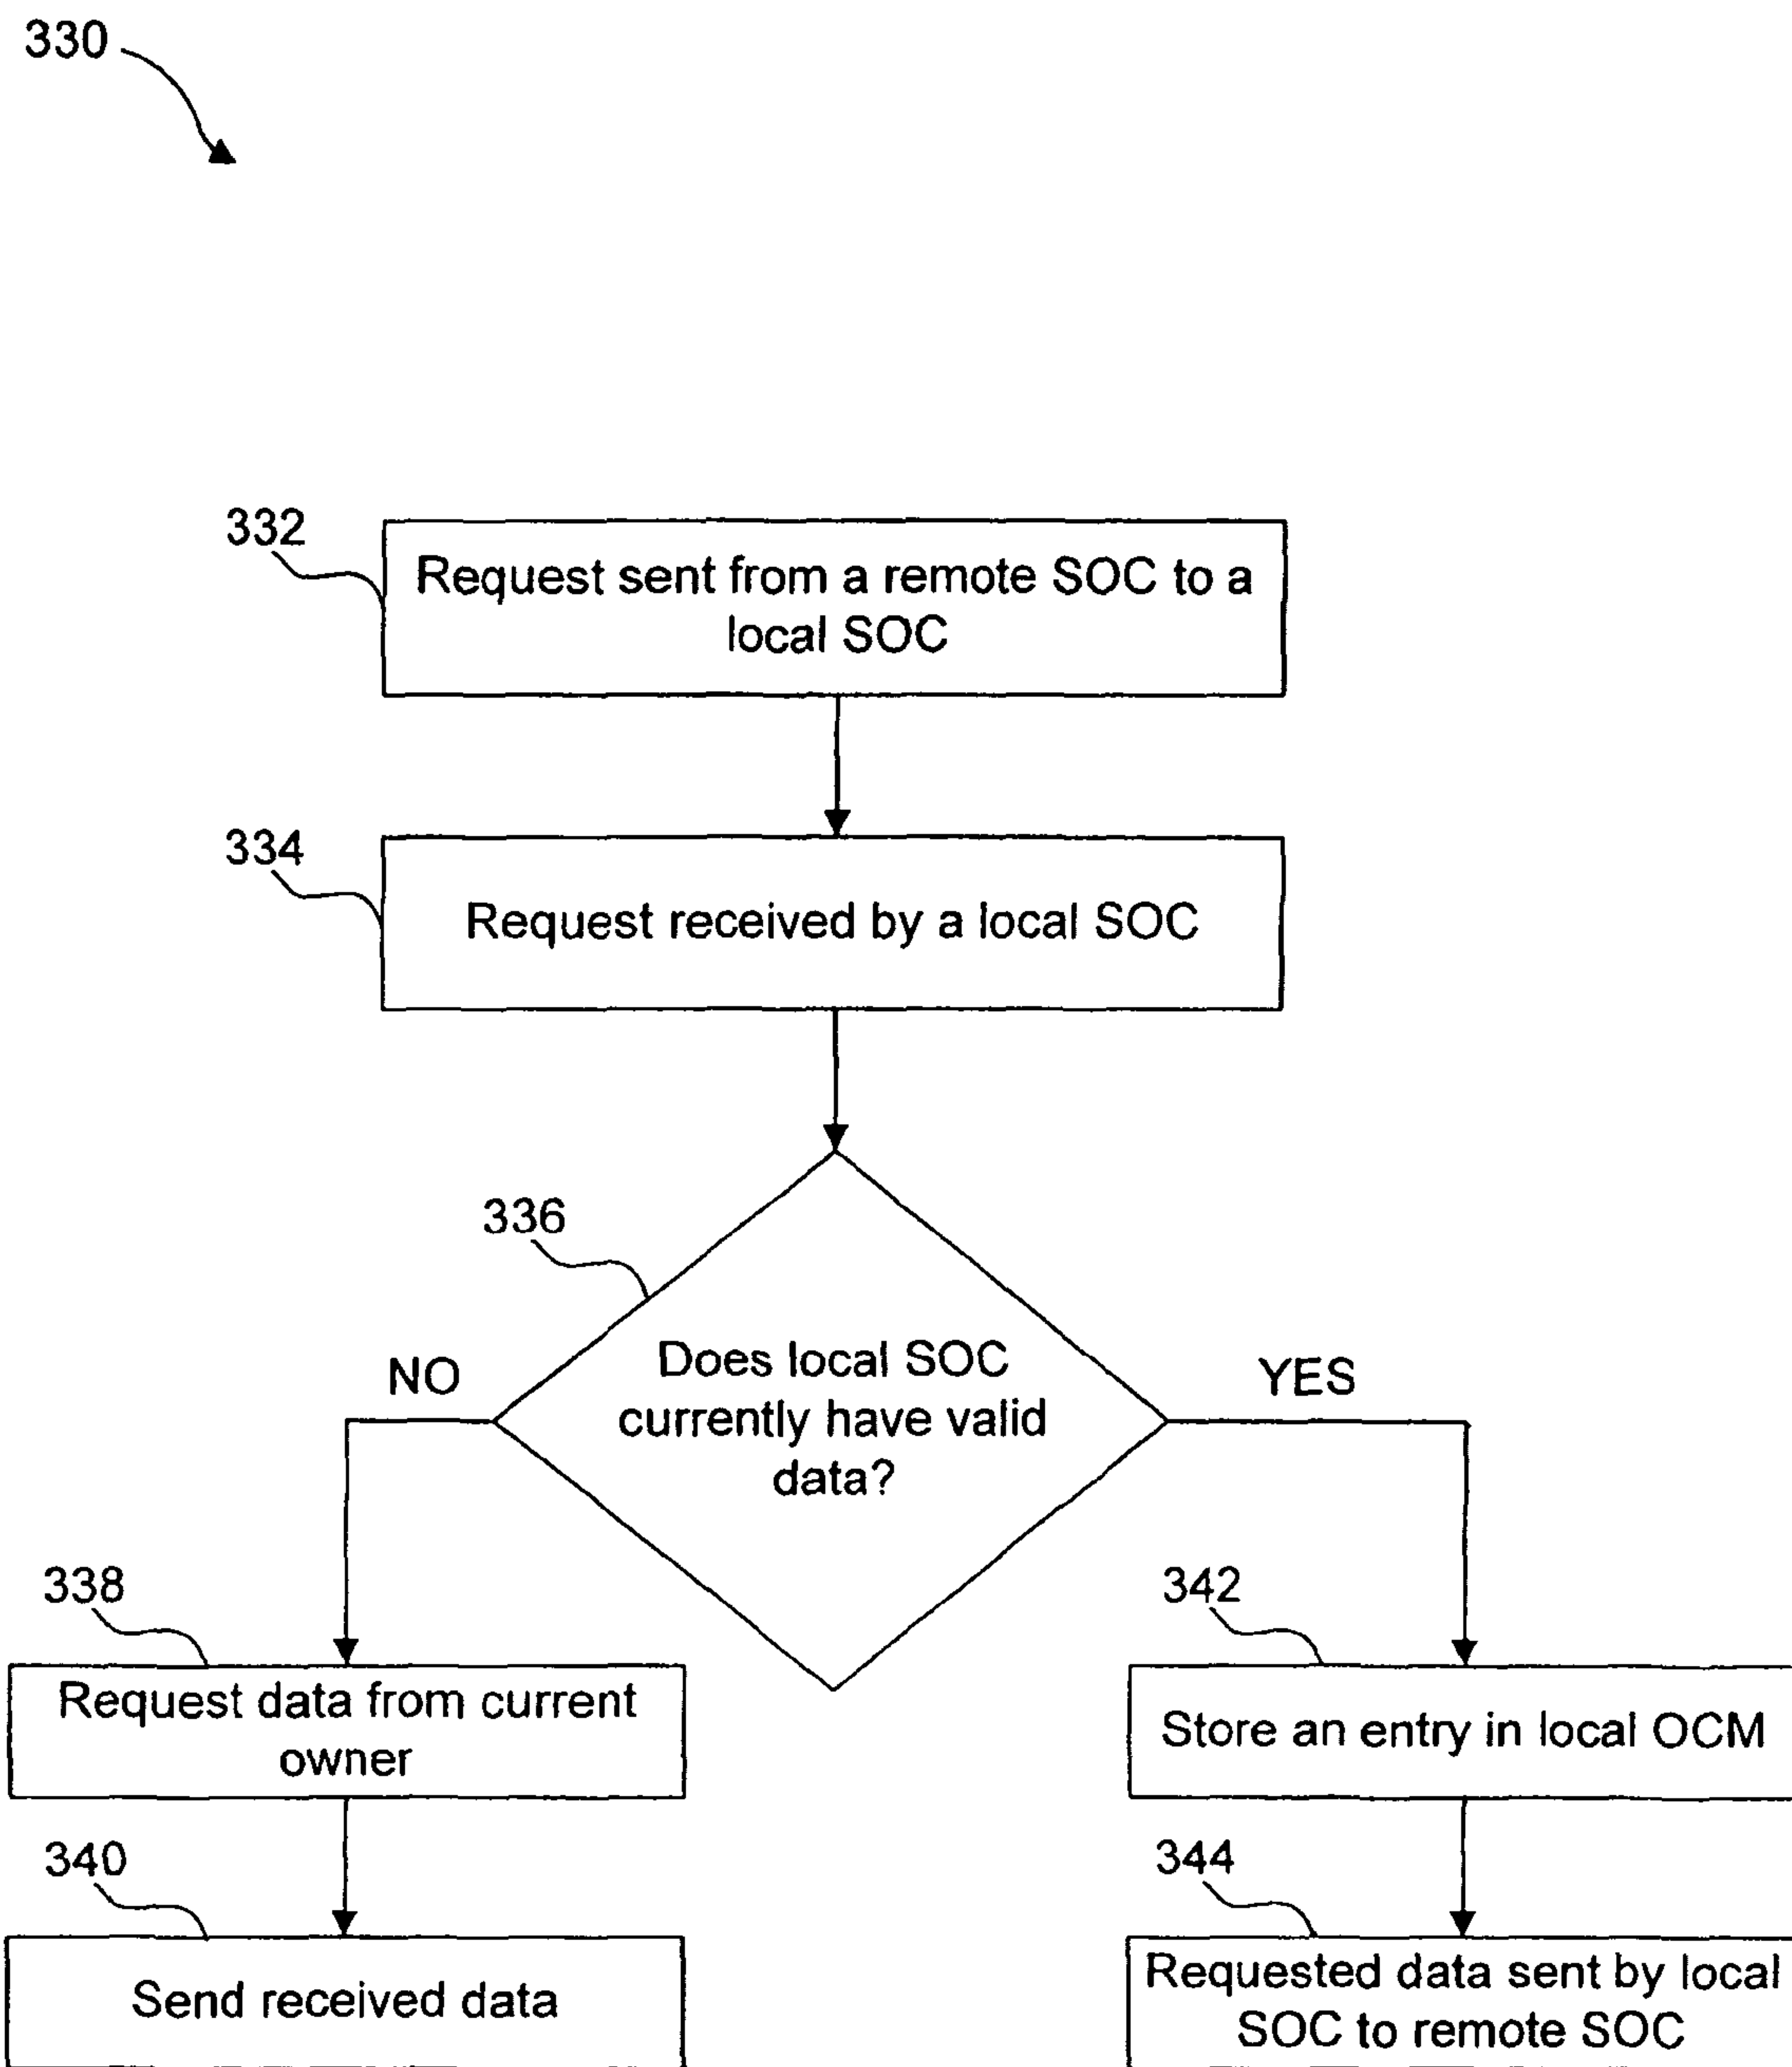 330
332
Request sent from a remote SOC to a
local SOC
334
Request received by a local SOC
336
Does local SOC
currently have valid
data?
NO
YES
338
Request data from current
owner
342
Store an entry in local OCM
340
Send received data
344
Requested data sent by local
SOC to remote SOC